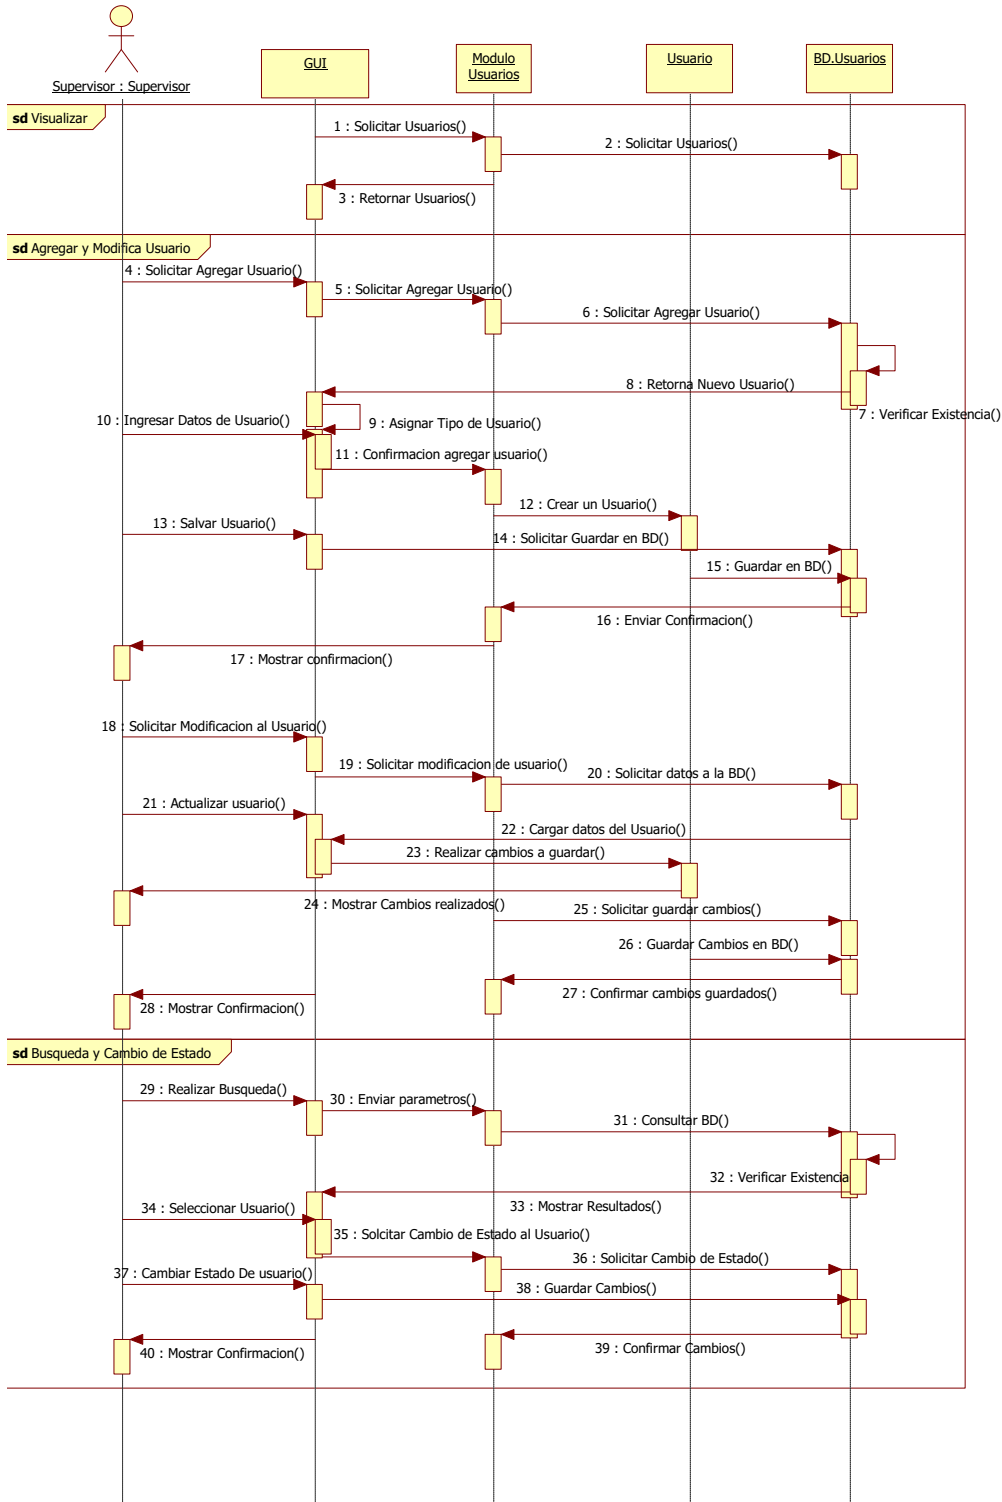 Supervisor : Supervisor
GUI
Modulo
Usuarios
Usuario
BD.Usuarios
sd Visualizar
1 : Solicitar Usuarios()
2 : Solicitar Usuarios()
3 : Retornar Usuarios()
sd Agregar y Modifica Usuario
4 : Solicitar Agregar Usuario()
5 : Solicitar Agregar Usuario()
6 : Solicitar Agregar Usuario()
8 : Retorna Nuevo Usuario()
7 : Verificar Existencia()
10 : Ingresar Datos de Usuario()
9 : Asignar Tipo de Usuario()
11 : Confirmacion agregar usuario()
12 : Crear un Usuario()
13 : Salvar Usuario()
14 : Solicitar Guardar en BD()
15 : Guardar en BD()
16 : Enviar Confirmacion()
17 : Mostrar confirmacion()
18 : Solicitar Modificacion al Usuario()
19 : Solicitar modificacion de usuario()
20 : Solicitar datos a la BD()
21 : Actualizar usuario()
22 : Cargar datos del Usuario()
23 : Realizar cambios a guardar()
24 : Mostrar Cambios realizados()
25 : Solicitar guardar cambios()
26 : Guardar Cambios en BD()
27 : Confirmar cambios guardados()
28 : Mostrar Confirmacion()
sd Busqueda y Cambio de Estado
29 : Realizar Busqueda()
30 : Enviar parametros()
31 : Consultar BD()
32 : Verificar Existencia
33 : Mostrar Resultados()
34 : Seleccionar Usuario()
35 : Solcitar Cambio de Estado al Usuario()
36 : Solicitar Cambio de Estado()
37 : Cambiar Estado De usuario()
38 : Guardar Cambios()
39 : Confirmar Cambios()
40 : Mostrar Confirmacion()